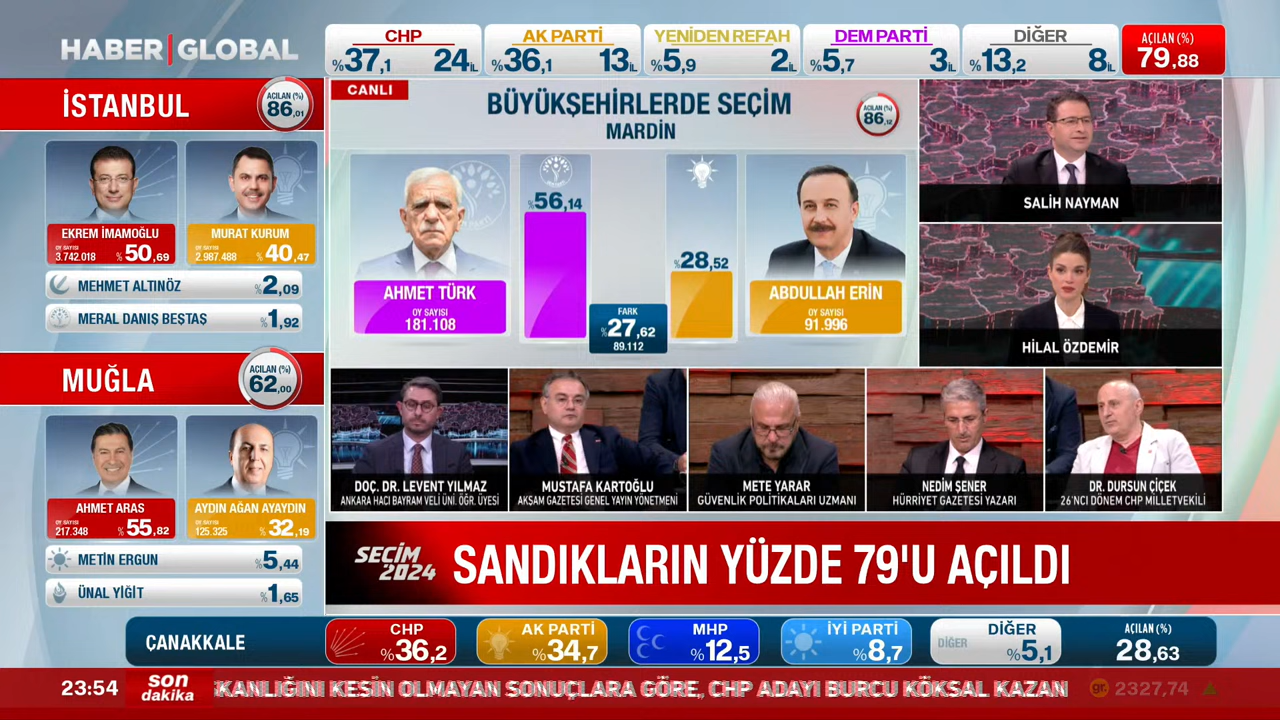 HABER GLOBAL
CHP
%37,1 24 İL
AK PARTİ
%36,1 13 İL
YENİDEN REFAH
%5,9 2 İL
DEM PARTİ
%5,7 3 İL
DİĞER
%13,2 8 İL
AÇILAN (%)
79,88
İSTANBUL
AÇILAN (%)
86,01
EKREM İMAMOĞLU
OY SAYISI
3.742.018 %50,69
MURAT KURUM
OY SAYISI
2.987.488 %40,47
MEHMET ALTINÖZ %2,09
MERAL DANIŞ BEŞTAŞ %1,92
MUĞLA
AÇILAN (%)
62,00
AHMET ARAS
OY SAYISI
217.348 %55,82
AYDIN AĞAN AYAYDIN
OY SAYISI
125.325 %32,19
METİN ERGUN %5,44
ÜNAL YİĞİT %1,65
CANLI
BÜYÜKŞEHİRLERDE SEÇİM
MARDİN
AÇILAN (%)
86,12
%56,14
%28,52
AHMET TÜRK
OY SAYISI
181.108
FARK
%27,62
89.112
ABDULLAH ERİN
OY SAYISI
91.996
SALİH NAYMAN
HİLAL ÖZDEMİR
DOÇ. DR. LEVENT YILMAZ
ANKARA HACI BAYRAM VELİ ÜNİ. ÖĞR. ÜYESİ
MUSTAFA KARTOĞLU
AKŞAM GAZETESİ GENEL YAYIN YÖNETMENİ
METE YARAR
GÜVENLİK POLİTİKALARI UZMANI
NEDİM ŞENER
HÜRRİYET GAZETESİ YAZARI
DR. DURSUN ÇİÇEK
26'NCI DÖNEM CHP MİLLETVEKİLİ
SEÇİM
2024
SANDIKLARIN YÜZDE 79'U AÇILDI
ÇANAKKALE
CHP
%36,2
AK PARTİ
%34,7
MHP
%12,5
İYİ PARTİ
%8,7
DİĞER
DİĞER
%5,1
AÇILAN (%)
28,63
23:54
son
dakika
KANLIĞINI KESİN OLMAYAN SONUÇLARA GÖRE, CHP ADAYI BURCU KÖKSAL KAZAN
gr. 2327,74